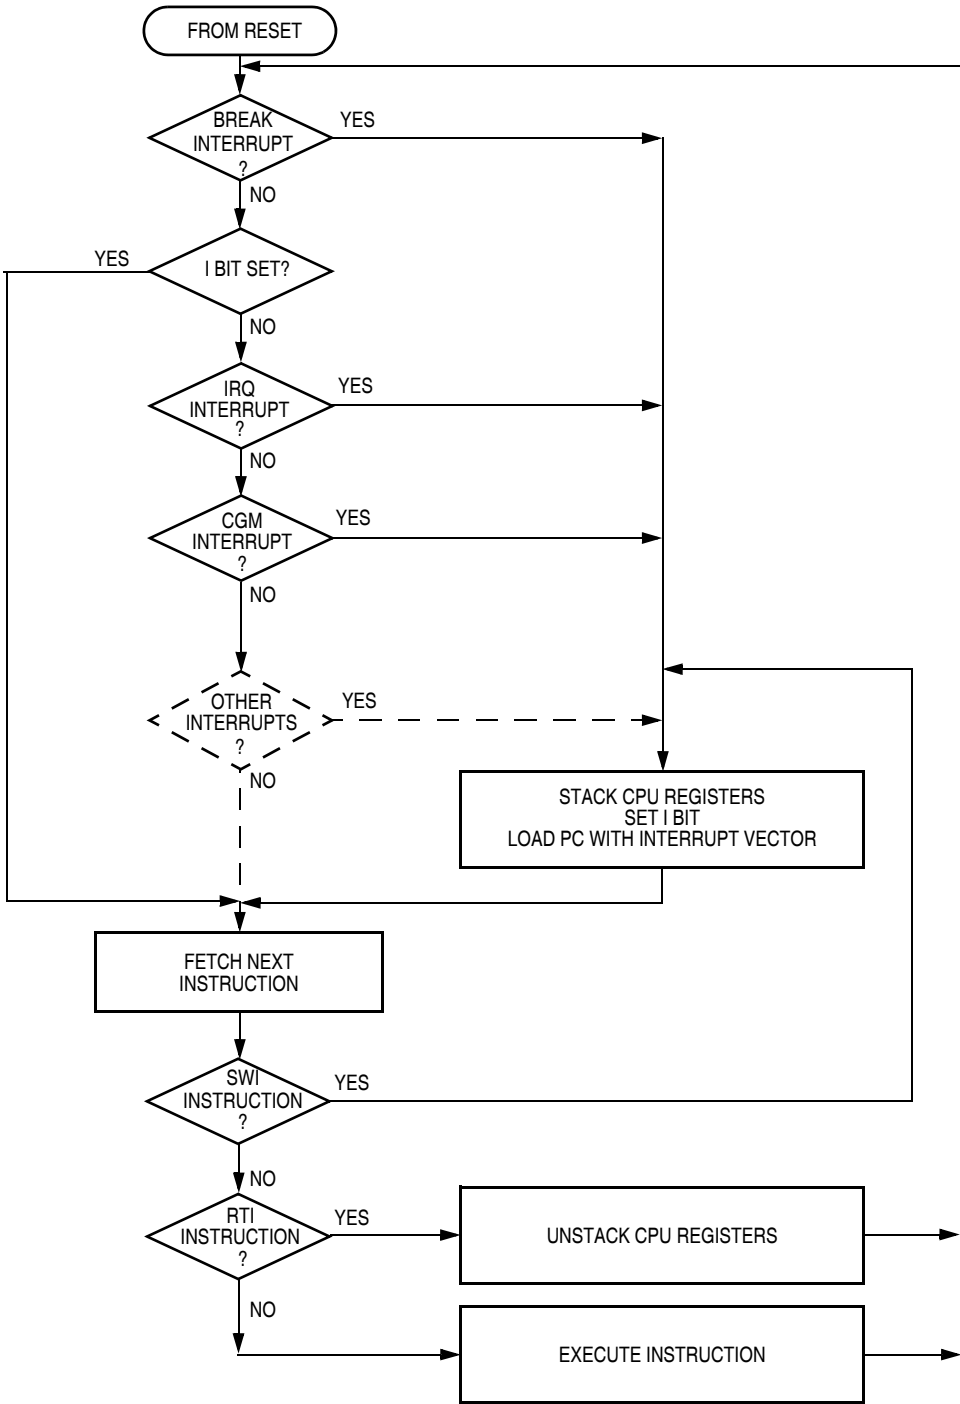 FROM RESET
BREAK
INTERRUPT
?
YES
NO
I BIT SET?
YES
NO
IRQ
INTERRUPT
?
YES
NO
CGM
INTERRUPT
?
YES
NO
OTHER
INTERRUPTS
?
YES
NO
STACK CPU REGISTERS
SET I BIT
LOAD PC WITH INTERRUPT VECTOR
FETCH NEXT
INSTRUCTION
SWI
INSTRUCTION
?
YES
NO
RTI
INSTRUCTION
?
YES
UNSTACK CPU REGISTERS
NO
EXECUTE INSTRUCTION